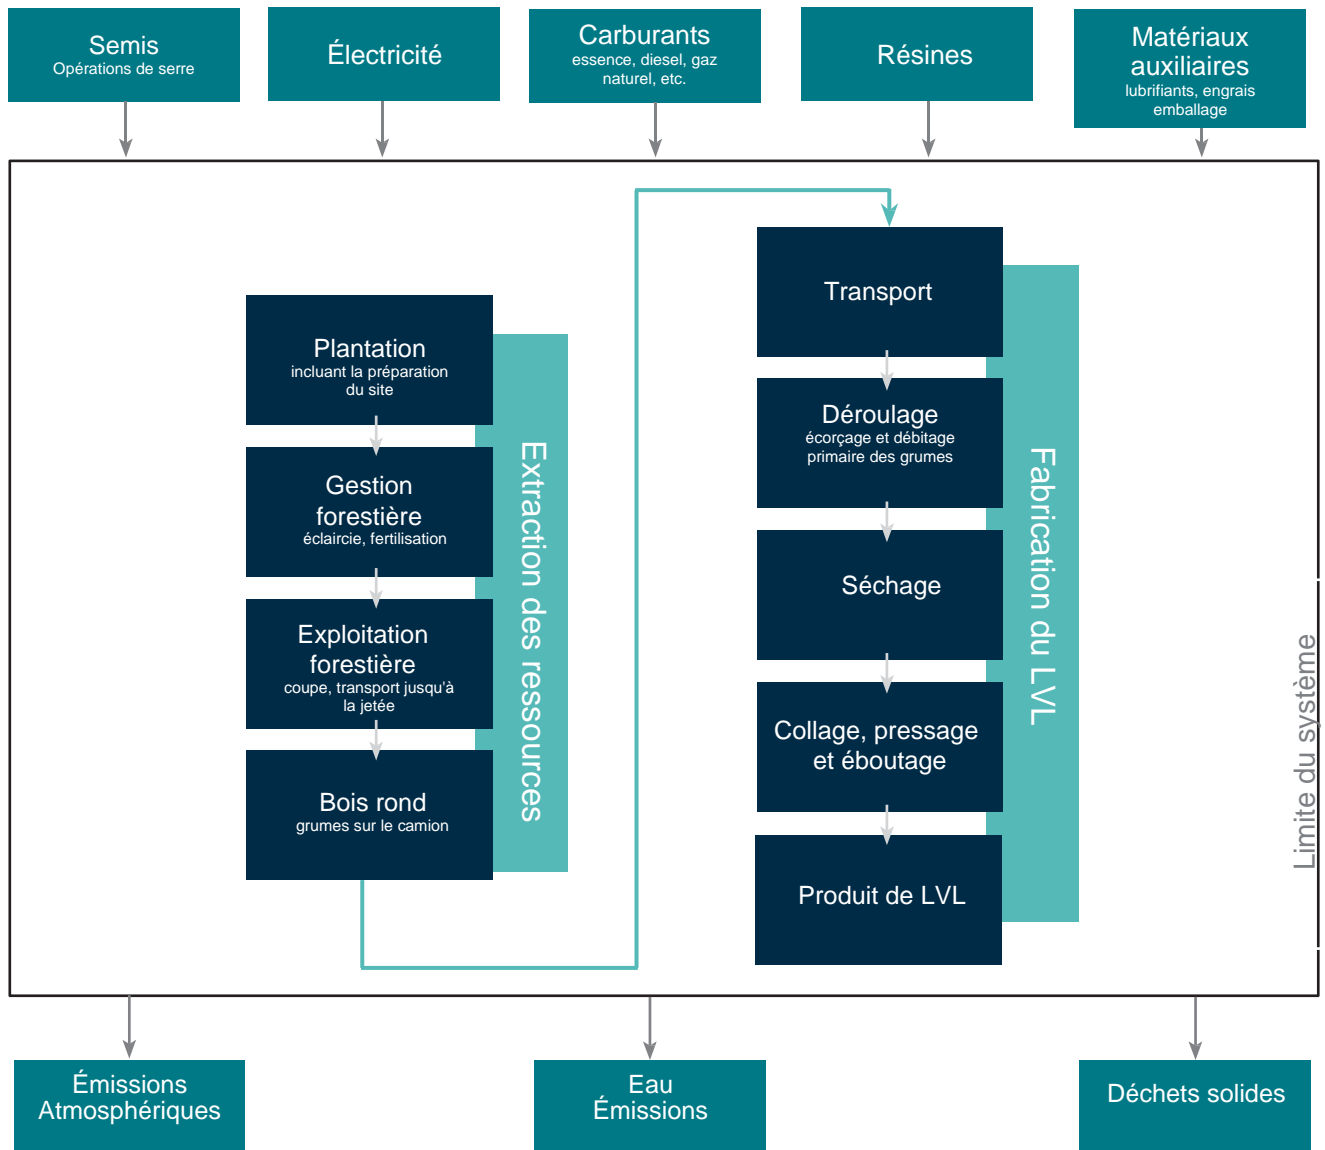 Semis
Opérations de serre
Électricité
Carburants
essence, diesel, gaz
naturel, etc.
Résines
Matériaux
auxiliaires
lubrifiants, engrais
emballage
Plantation
incluant la préparation
du site
Gestion
forestière
éclaircie, fertilisation
Exploitation
forestière
coupe, transport jusqu'à
la jetée
Bois rond
grumes sur le camion
Extraction des ressources
Transport
Déroulage
écorçage et débitage
primaire des grumes
Séchage
Collage, pressage
et éboutage
Produit de LVL
Fabrication du LVL
Limite du système
Émissions
Atmosphériques
Eau
Émissions
Déchets solides